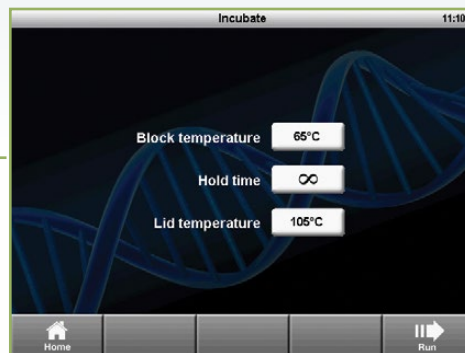 Incubate 11:10
Block temperature 65°C
Hold time ∞
Lid temperature 105°C
Home Run